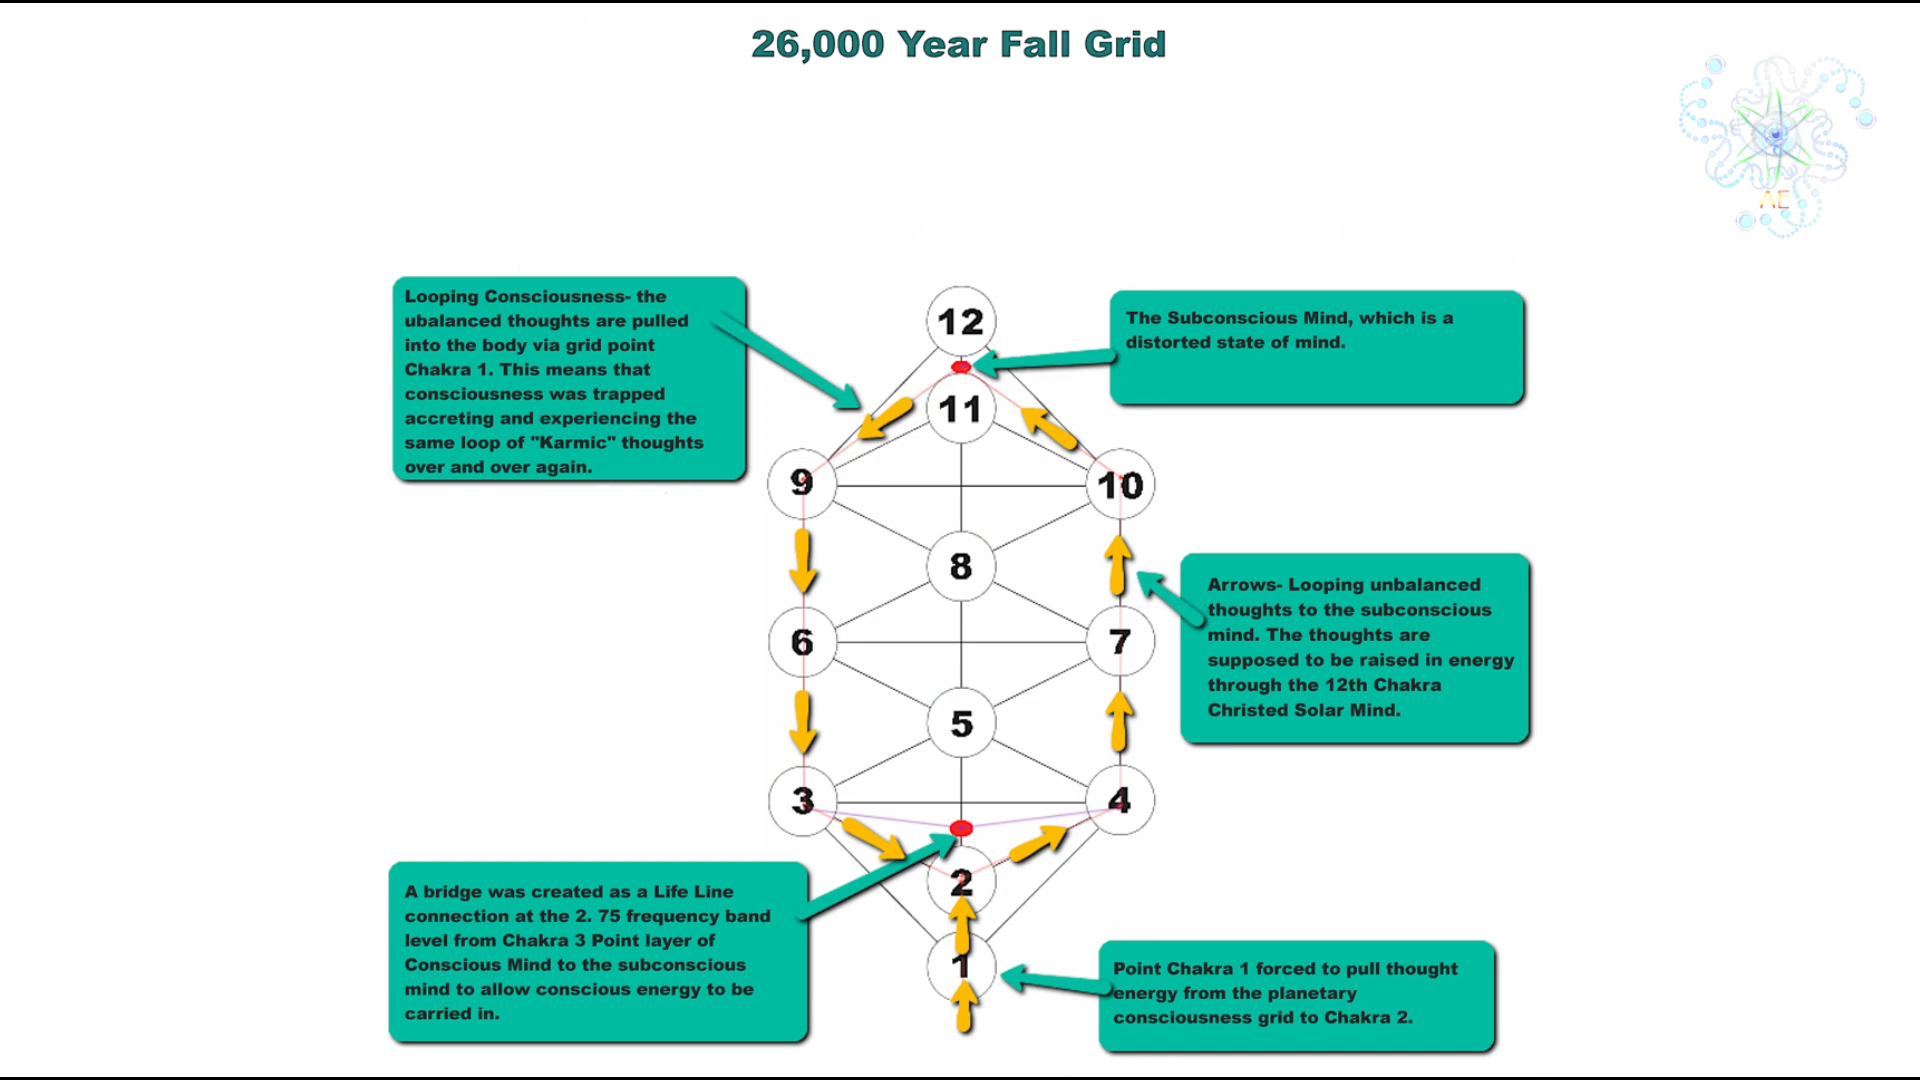 26,000 Year Fall Grid
AE
Looping Consciousness- the
ubalanced thoughts are pulled
into the body via grid point
Chakra 1. This means that
consciousness was trapped
accreting and experiencing the
same loop of "Karmic" thoughts
over and over again.
The Subconscious Mind, which is a
distorted state of mind.
12
11
9
10
8
6
7
5
3
4
2
1
Arrows- Looping unbalanced
thoughts to the subconscious
mind. The thoughts are
supposed to be raised in energy
through the 12th Chakra
Christed Solar Mind.
A bridge was created as a Life Line
connection at the 2. 75 frequency band
level from Chakra 3 Point layer of
Conscious Mind to the subconscious
mind to allow conscious energy to be
carried in.
Point Chakra 1 forced to pull thought
energy from the planetary
consciousness grid to Chakra 2.